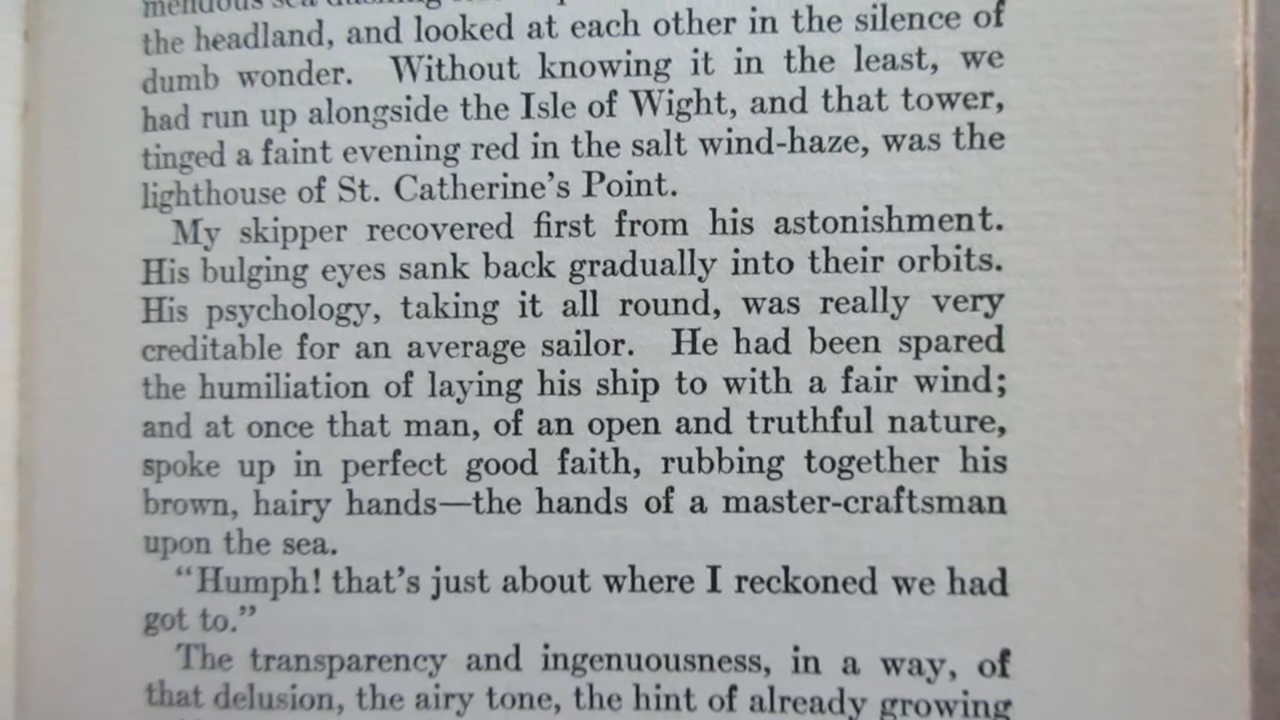 the headland, and looked at each other in the silence of
dumb wonder. Without knowing it in the least, we
had run up alongside the Isle of Wight, and that tower,
tinged a faint evening red in the salt wind-haze, was the
lighthouse of St. Catherine's Point.
My skipper recovered first from his astonishment.
His bulging eyes sank back gradually into their orbits.
His psychology, taking it all round, was really very
creditable for an average sailor. He had been spared
the humiliation of laying his ship to with a fair wind;
and at once that man, of an open and truthful nature,
spoke up in perfect good faith, rubbing together his
brown, hairy hands—the hands of a master-craftsman
upon the sea.
“Humph! that's just about where I reckoned we had
got to.”
The transparency and ingenuousness, in a way, of
that delusion, the airy tone, the hint of already growing